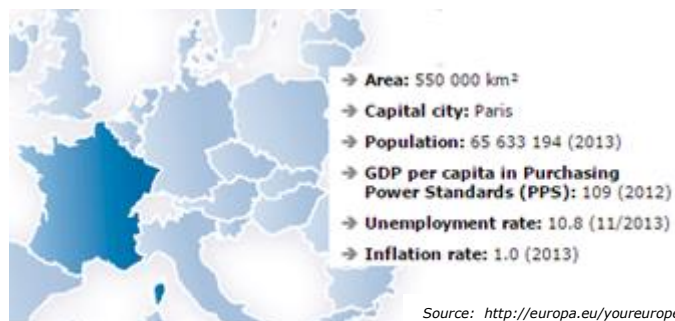 → Area: 550 000 km²
→ Capital city: Paris
→ Population: 65 633 194 (2013)
→ GDP per capita in Purchasing
Power Standards (PPS): 109 (2012)
→ Unemployment rate: 10.8 (11/2013)
→ Inflation rate: 1.0 (2013)
Source: http://europa.eu/youreurope